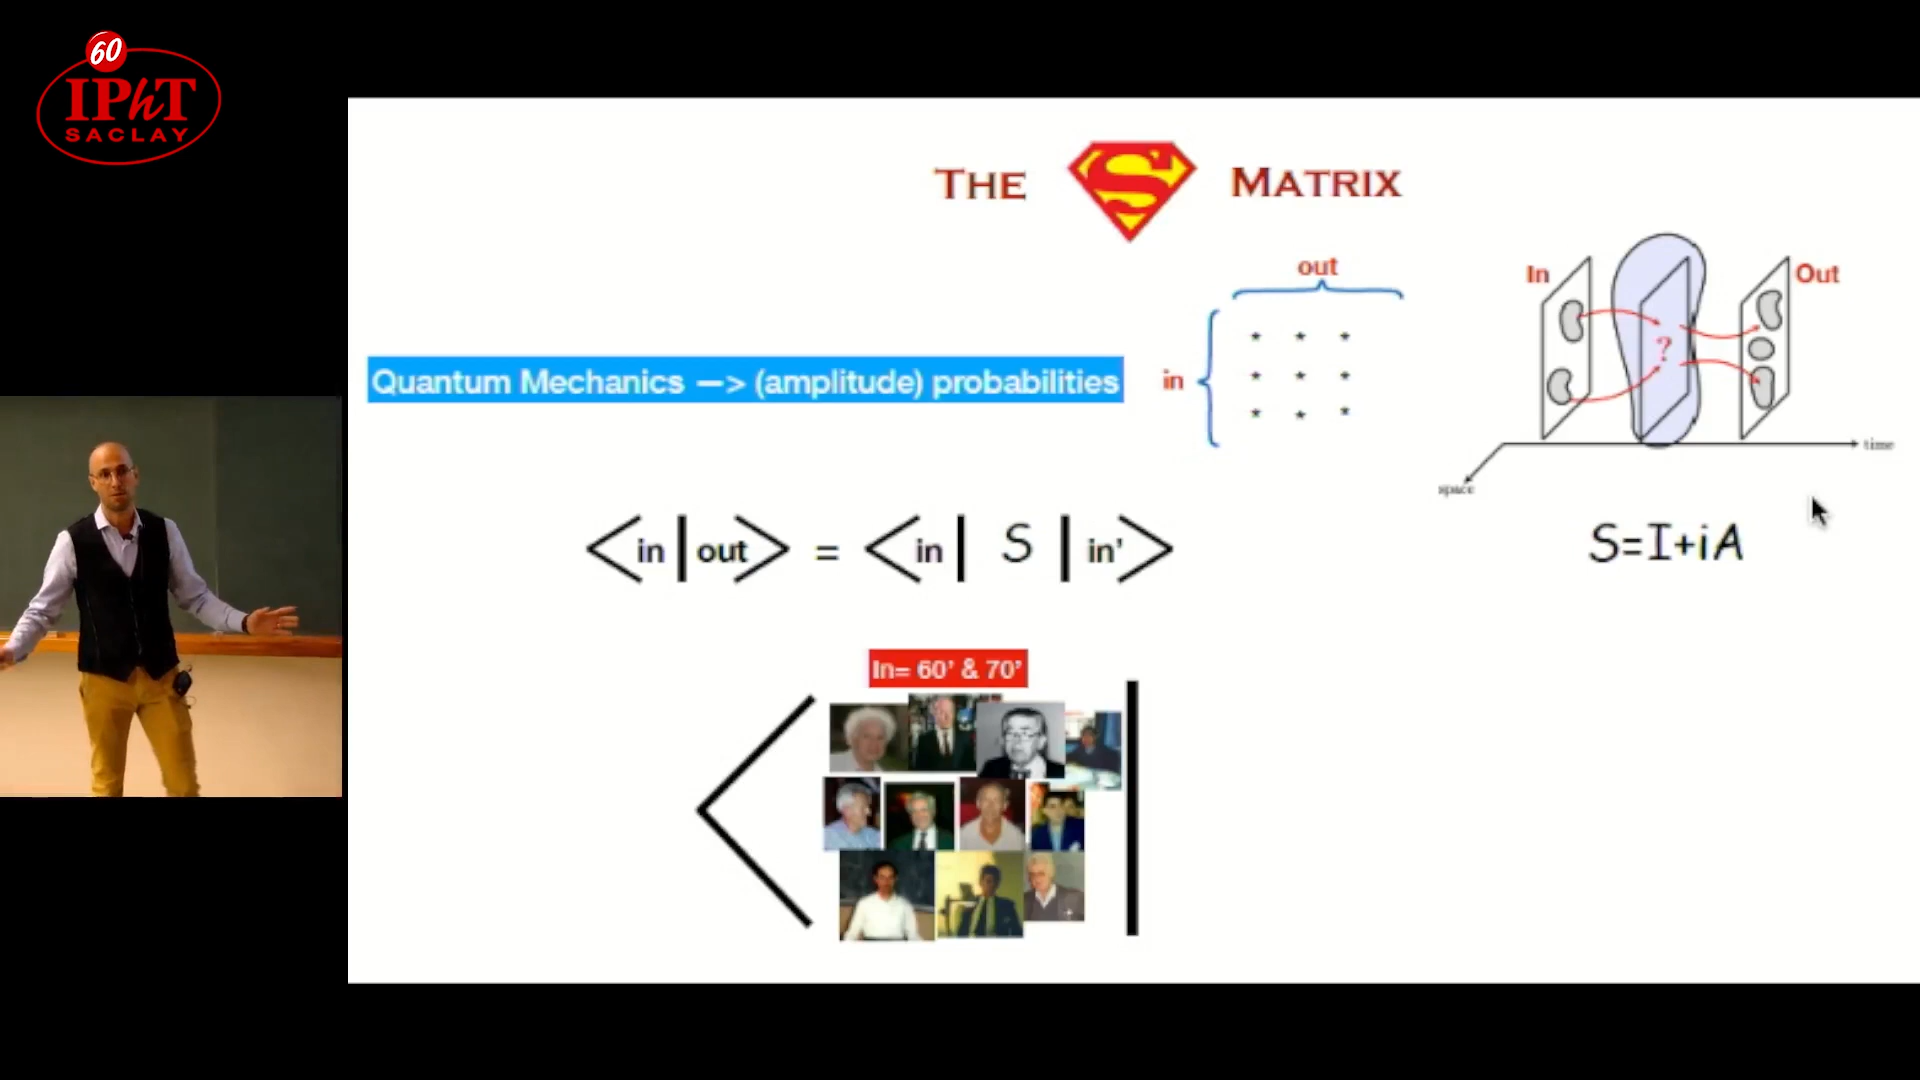 60
IPhT
SACLAY
THE S MATRIX
out
In
Out
Quantum Mechanics —> (amplitude) probabilities
in
* * *
* * *
* * *
?
time
space
<in|out> = <in| S |in'>
S=I+iA
In= 60' & 70'